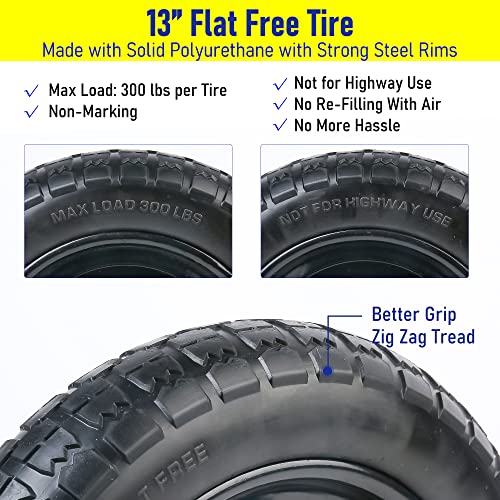 13” Flat Free Tire
Made with Solid Polyurethane with Strong Steel Rims
Max Load: 300 lbs per Tire
Non-Marking
Not for Highway Use
No Re-Filling With Air
No More Hassle
MAX LOAD 300 LBS
NOT FOR HIGHWAY USE
Better Grip
Zig Zag Tread
FREE